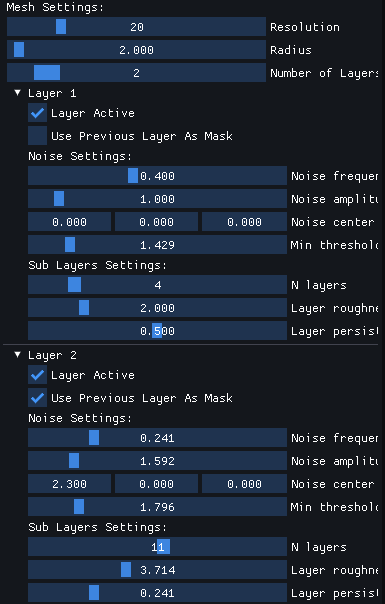 Mesh Settings:
20 Resolution
2.000 Radius
2 Number of Layers
Layer 1
Layer Active
Use Previous Layer As Mask
Noise Settings:
0.400 Noise frequen
1.000 Noise amplitu
0.000 0.000 0.000 Noise center
1.429 Min threshold
Sub Layers Settings:
4 N layers
2.000 Layer roughne
0.500 Layer persist
Layer 2
Layer Active
Use Previous Layer As Mask
Noise Settings:
0.241 Noise frequen
1.592 Noise amplitu
2.300 0.000 0.000 Noise center
1.796 Min threshold
Sub Layers Settings:
11 N layers
3.714 Layer roughne
0.241 Layer persist